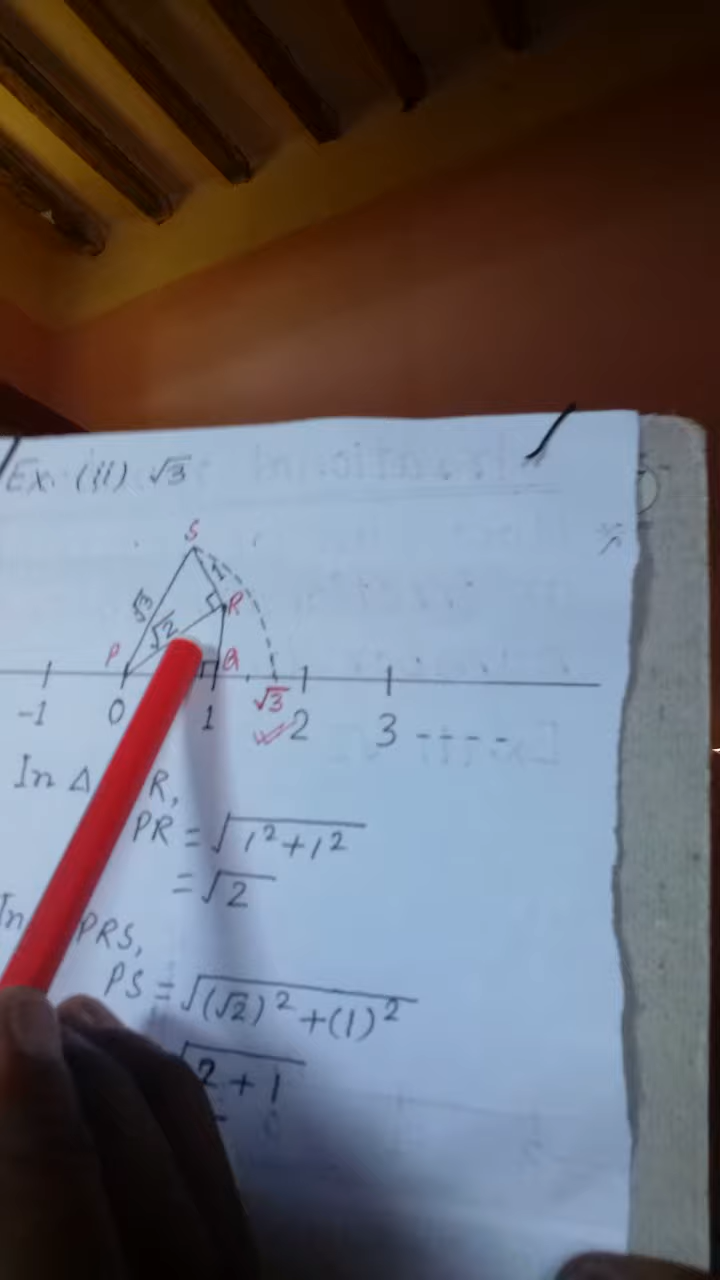 Ex. (ii) √3
S
1
√3
R
√2
P
Q
√3
-1 0 1 2 3 ----
In Δ R,
PR = √1²+1²
= √2
In PRS,
PS = √(√2)²+(1)²
√2+1